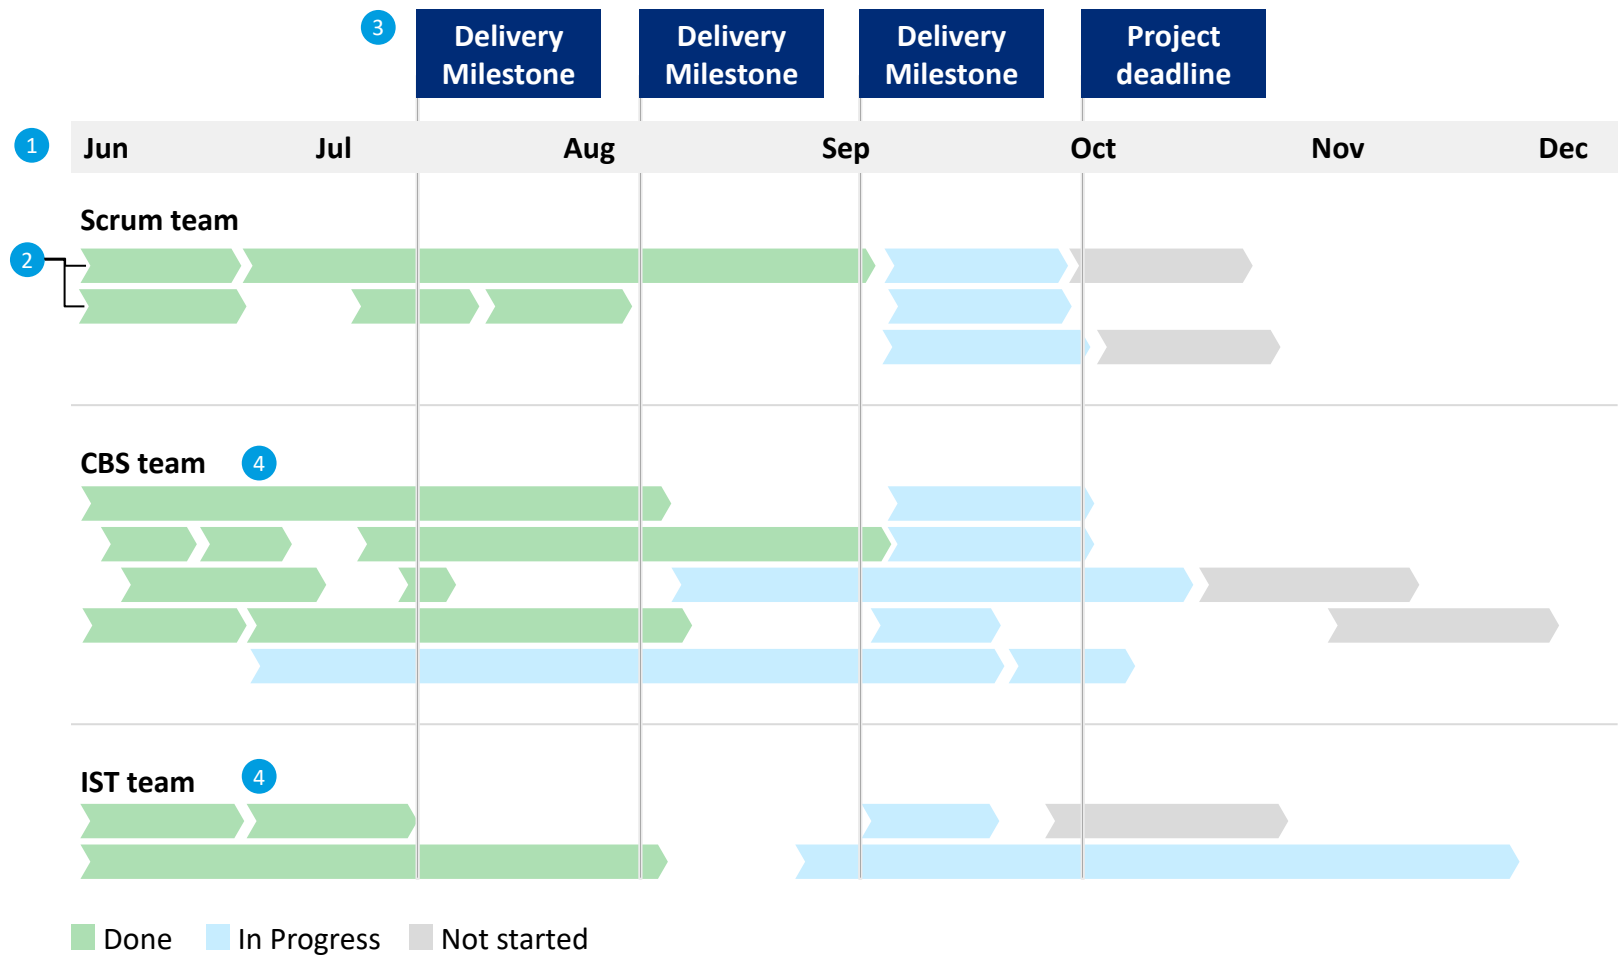 3
Delivery
Milestone
Delivery
Milestone
Delivery
Milestone
Project
deadline
1
Jun Jul Aug Sep Oct Nov Dec
Scrum team
2
CBS team 4
IST team 4
Done In Progress Not started